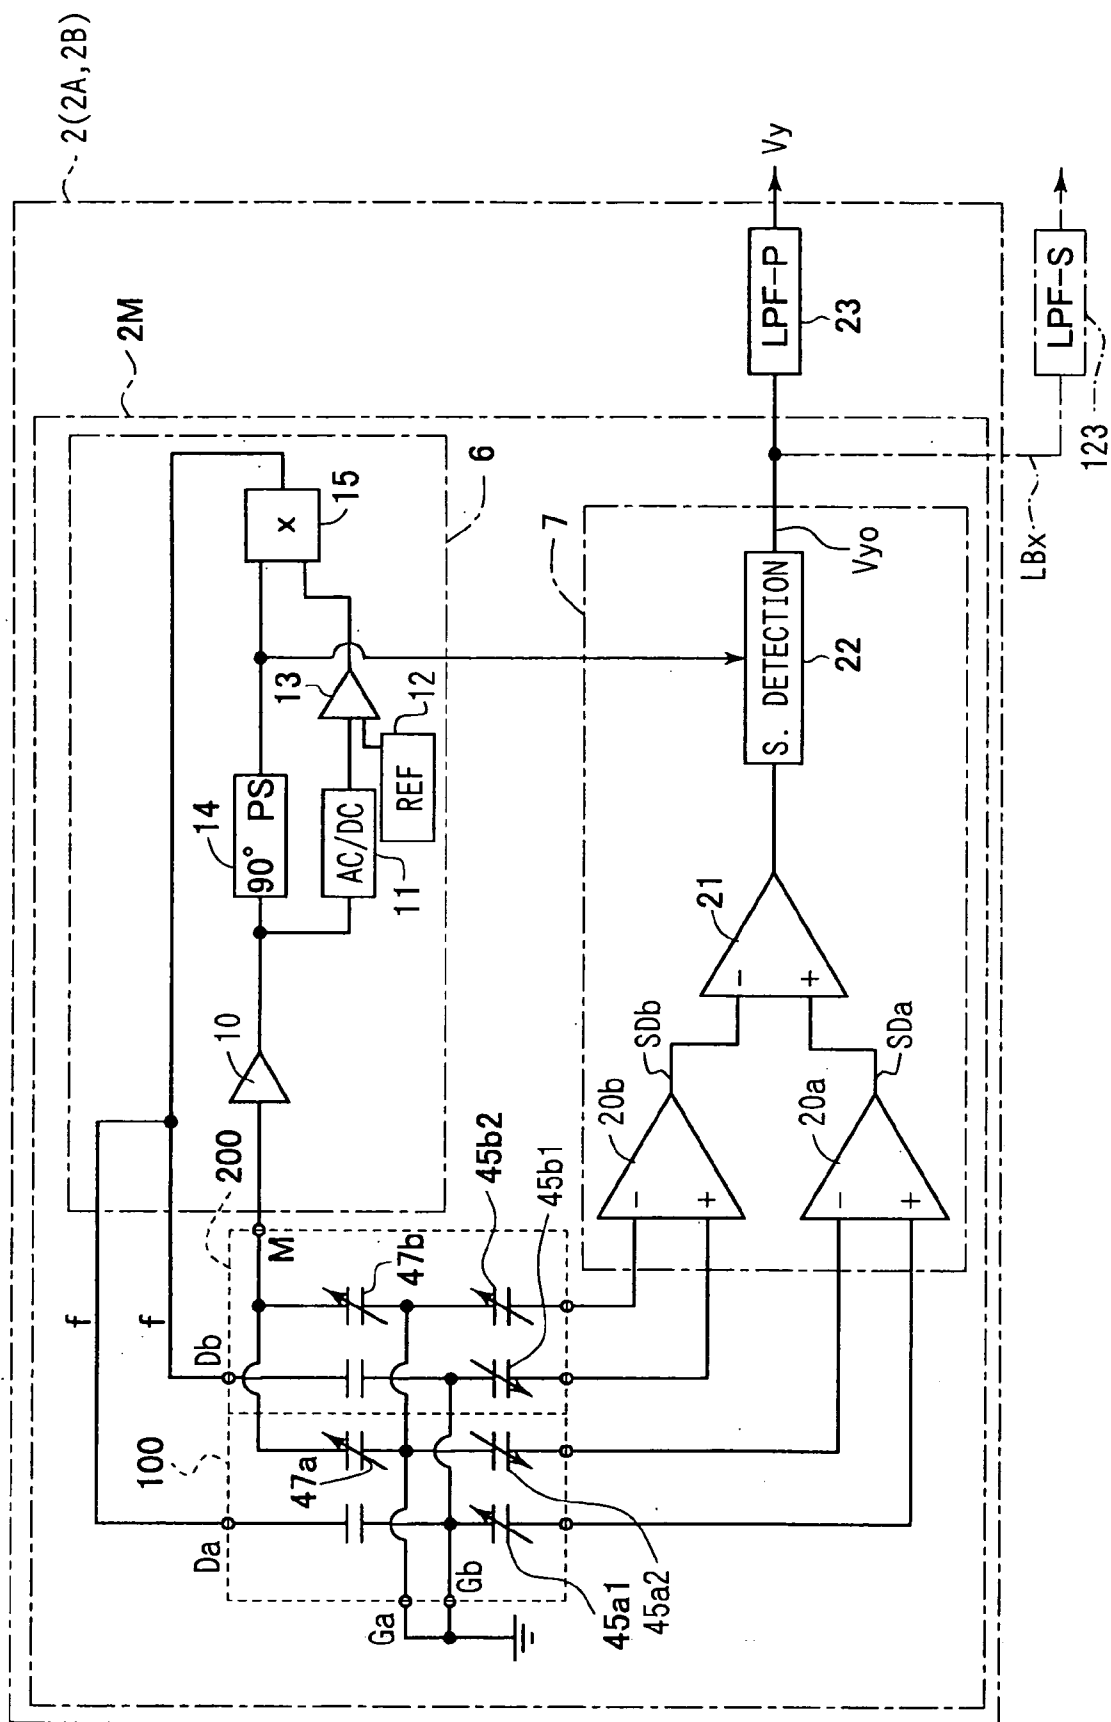 2(2A, 2B)
2M
6
f
f
10
14
90° PS
x
15
13
12
REF
AC/DC
11
200
M
Da
Db
100
47a
47b
45b2
45b1
Ga
Gb
45a1
45a2
7
20b
-
+
SDb
20a
-
+
SDa
21
-
+
S. DETECTION
22
Vyo
LPF-P
23
Vy
LBx
LPF-S
123